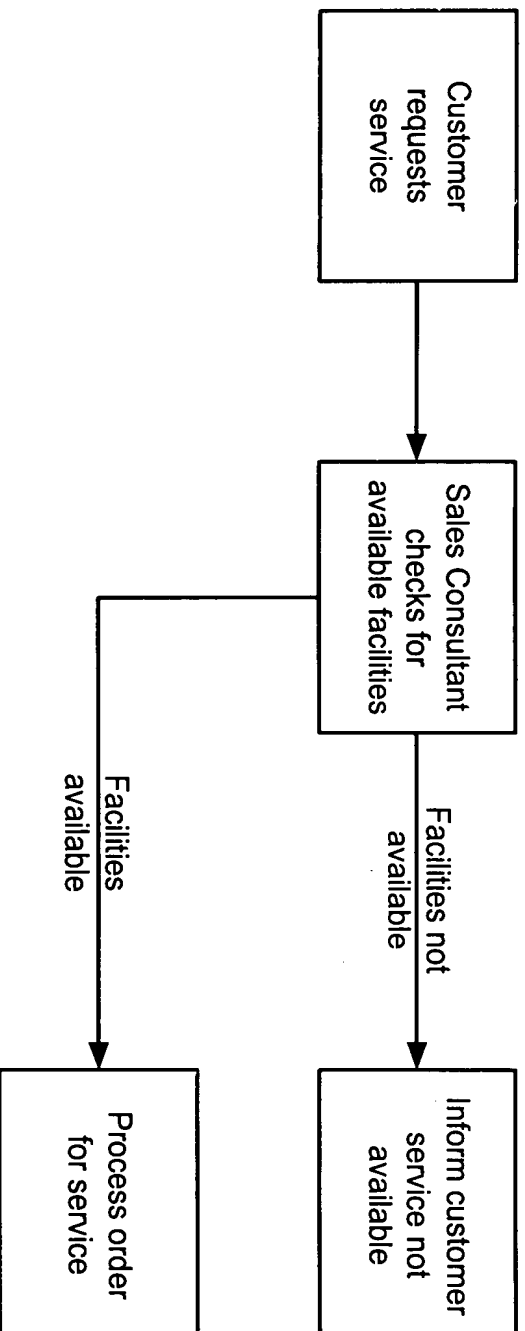 Customer
requests
service
Sales Consultant
checks for
available facilities
Facilities not
available
Inform customer
service not
available
Facilities
available
Process order
for service